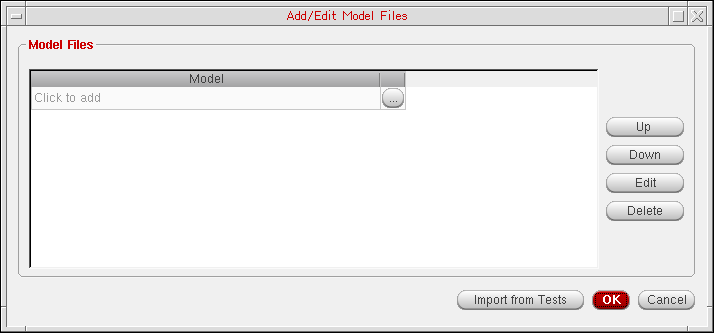 Add/Edit Model Files
Model Files
Model
Click to add
...
Up
Down
Edit
Delete
Import from Tests
OK
Cancel